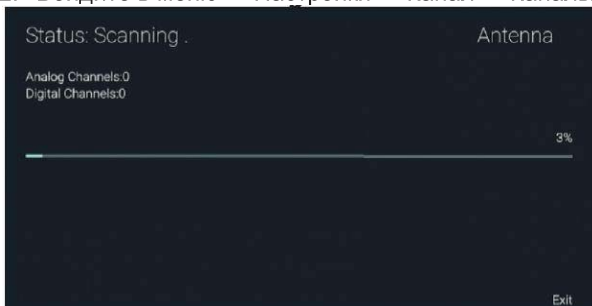 Status: Scanning .
Antenna
Analog Channels:0
Digital Channels:0
3%
Exit